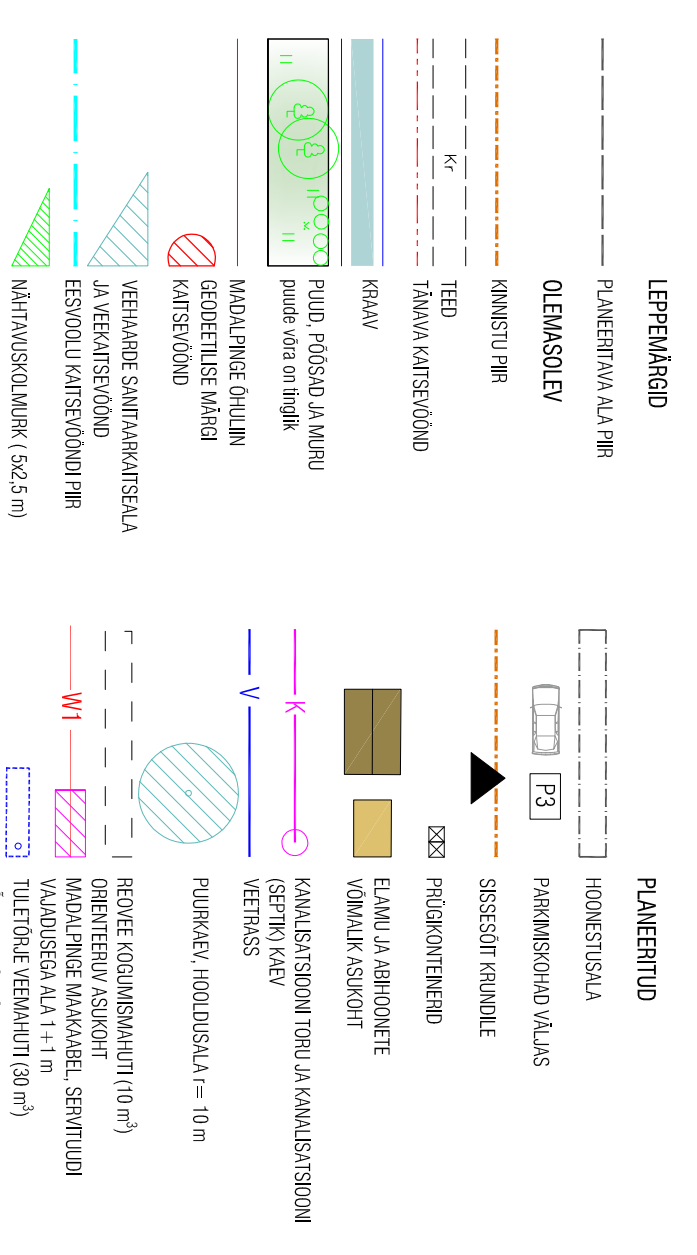 LEPPEMÄRGID
PLANEERITAVA ALA PIIR
OLEMASOLEV
KINNISTU PIIR
Kr
TEED
TÄNAVA KAITSEVÖÖND
KRAAV
PUUD, PÕÕSAD JA MURU
puude võra on tinglik
MADALPINGE ÕHULIIN
GEODEETILISE MÄRGI
KAITSEVÖÖND
VEEHAARDE SANITAARKAITSEALA
JA VEEKAITSEVÖÖND
EESVOOLU KAITSEVÖÖNDI PIIR
NÄHTAVUSKOLMURK ( 5x2,5 m)
PLANEERITUD
HOONESTUSALA
P3
PARKIMISKOHAD VÄLJAS
SISSESÕIT KRUNDILE
PRÜGIKONTEINERID
ELAMU JA ABIHOONETE
VÕIMALIK ASUKOHT
K
KANALISATSIOONI TORU JA KANALISATSIOONI
(SEPTIK) KAEV
V
VEETRASS
PUURKAEV, HOOLDUSALA r= 10 m
REOVEE KOGUMISMAHUTI (10 m³)
ORIENTEERUV ASUKOHT
W1
MADALPINGE MAAKAABEL, SERVITUUDI
VAJADUSEGA ALA 1+1 m
TULETÕRJE VEEMAHUTI (30 m³)